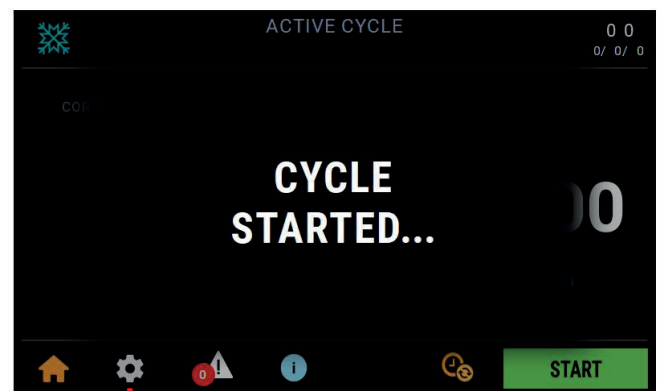 ACTIVE CYCLE
0 0
0/ 0/ 0
CYCLE
STARTED...
0
i
START